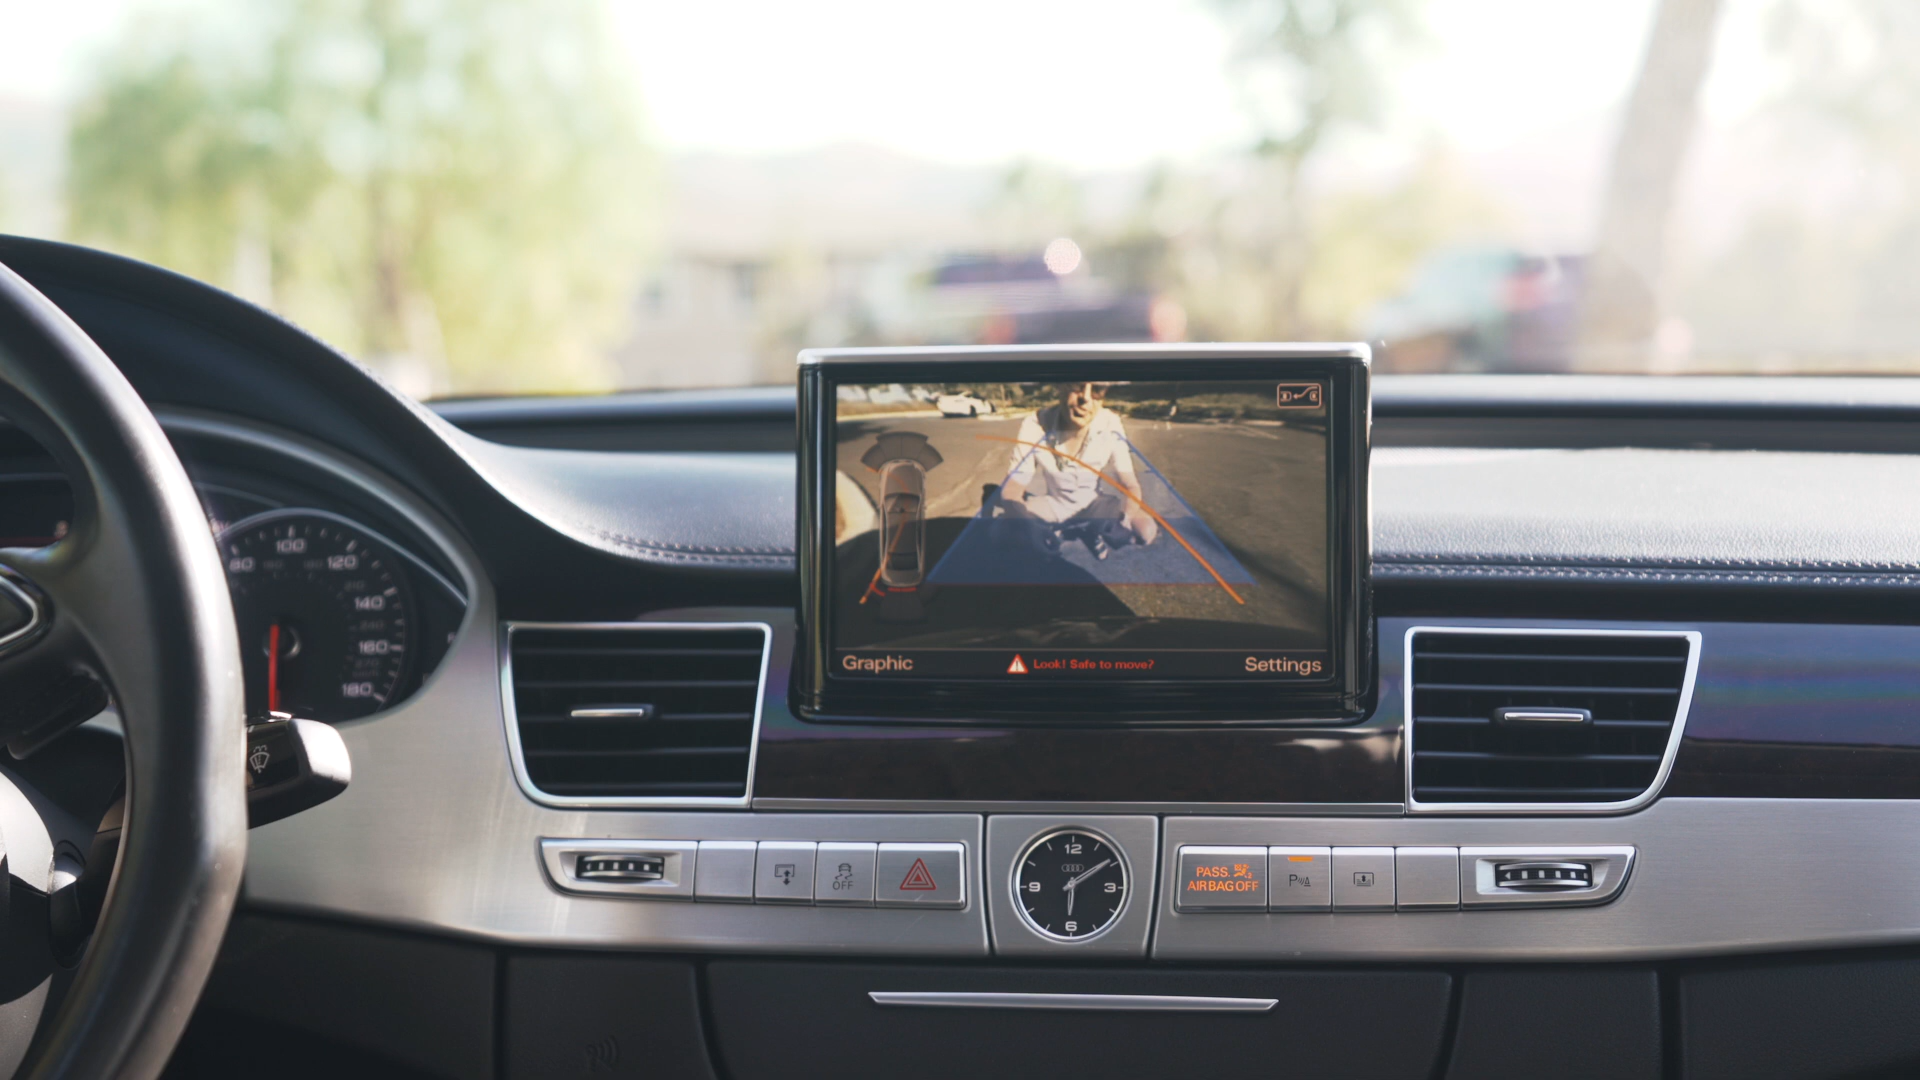 80
100
120
140
160
180
Graphic
Look! Safe to move?
Settings
OFF
12
9
3
6
PASS.
AIRBAG OFF
P